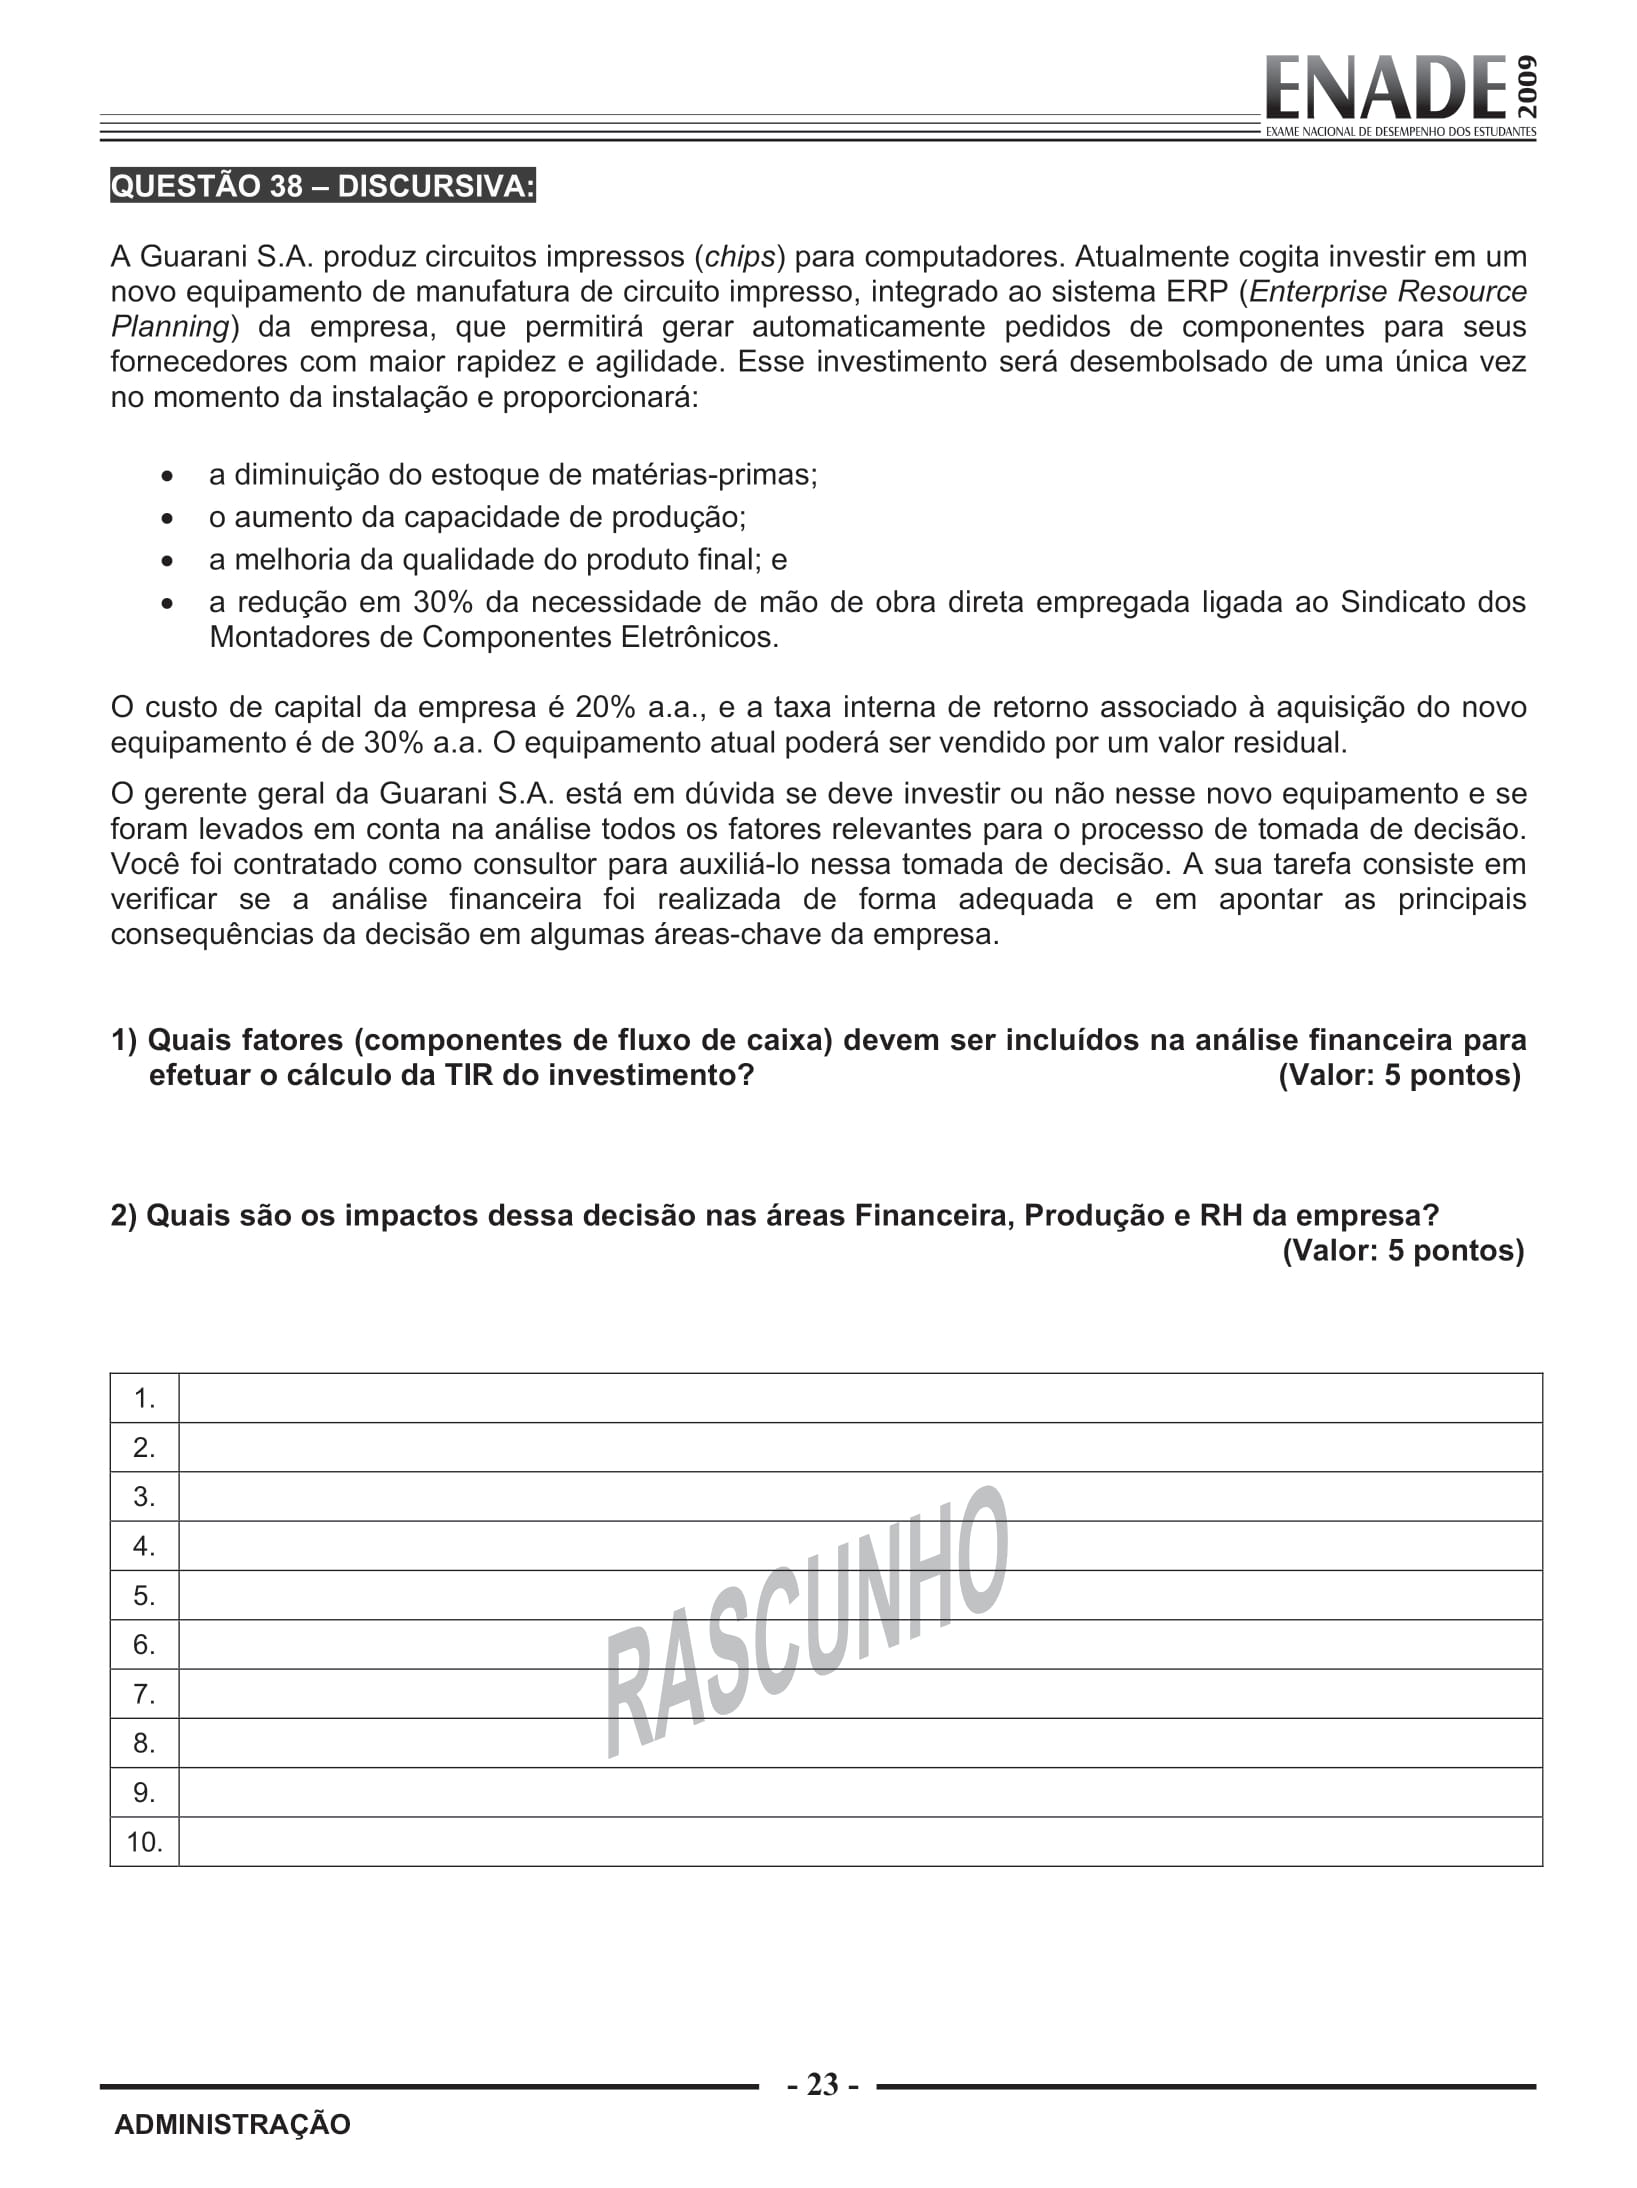 ENADE 2009
EXAME NACIONAL DE DESEMPENHO DOS ESTUDANTES
QUESTÃO 38 – DISCURSIVA:
A Guarani S.A. produz circuitos impressos (chips) para computadores. Atualmente cogita investir em um
novo equipamento de manufatura de circuito impresso, integrado ao sistema ERP (Enterprise Resource
Planning) da empresa, que permitirá gerar automaticamente pedidos de componentes para seus
fornecedores com maior rapidez e agilidade. Esse investimento será desembolsado de uma única vez
no momento da instalação e proporcionará:
• a diminuição do estoque de matérias-primas;
• o aumento da capacidade de produção;
• a melhoria da qualidade do produto final; e
• a redução em 30% da necessidade de mão de obra direta empregada ligada ao Sindicato dos
Montadores de Componentes Eletrônicos.
O custo de capital da empresa é 20% a.a., e a taxa interna de retorno associado à aquisição do novo
equipamento é de 30% a.a. O equipamento atual poderá ser vendido por um valor residual.
O gerente geral da Guarani S.A. está em dúvida se deve investir ou não nesse novo equipamento e se
foram levados em conta na análise todos os fatores relevantes para o processo de tomada de decisão.
Você foi contratado como consultor para auxiliá-lo nessa tomada de decisão. A sua tarefa consiste em
verificar se a análise financeira foi realizada de forma adequada e em apontar as principais
consequências da decisão em algumas áreas-chave da empresa.
1) Quais fatores (componentes de fluxo de caixa) devem ser incluídos na análise financeira para
efetuar o cálculo da TIR do investimento? (Valor: 5 pontos)
2) Quais são os impactos dessa decisão nas áreas Financeira, Produção e RH da empresa?
(Valor: 5 pontos)
1.
2.
3.
4.
5.
6.
7.
8.
9.
10.
RASCUNHO
- 23 -
ADMINISTRAÇÃO